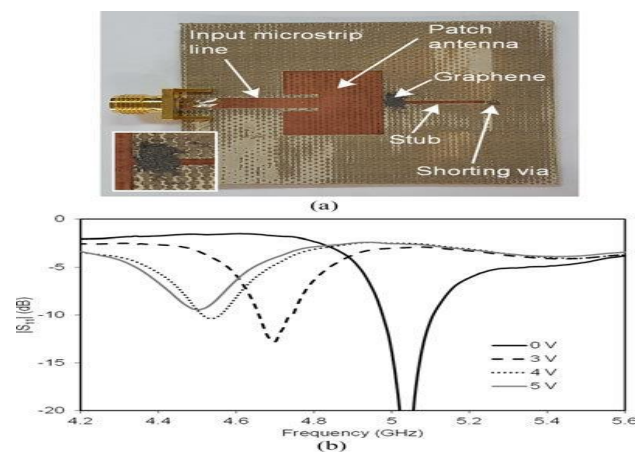 Input microstrip line
Patch antenna
Graphene
Stub
Shorting via
(a)
0
-5
-10
-15
-20
|S₁₁| (dB)
0 V
3 V
4 V
5 V
4.2 4.4 4.6 4.8 5 5.2 5.4 5.6
Frequency (GHz)
(b)